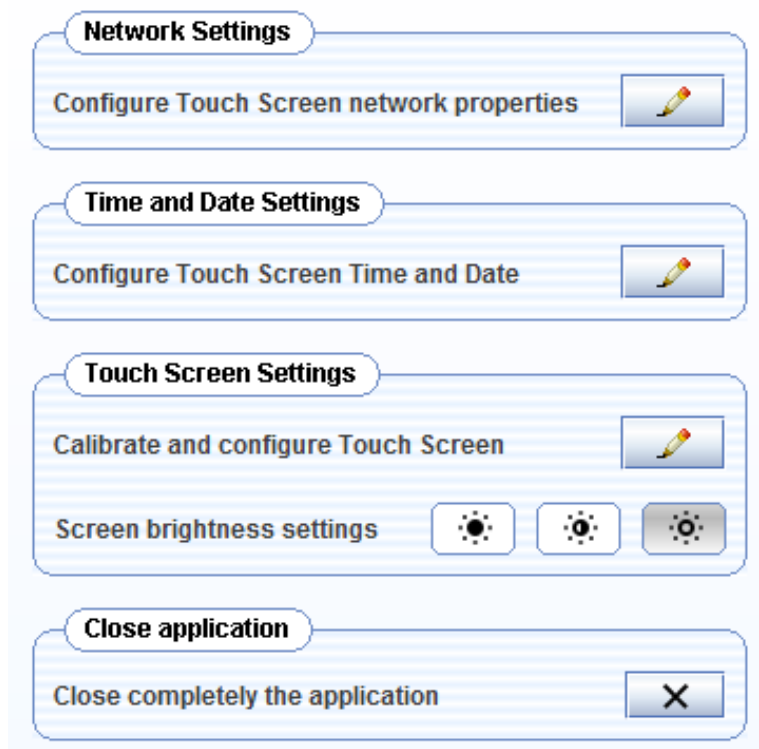 Network Settings
Configure Touch Screen network properties
Time and Date Settings
Configure Touch Screen Time and Date
Touch Screen Settings
Calibrate and configure Touch Screen
Screen brightness settings
Close application
Close completely the application